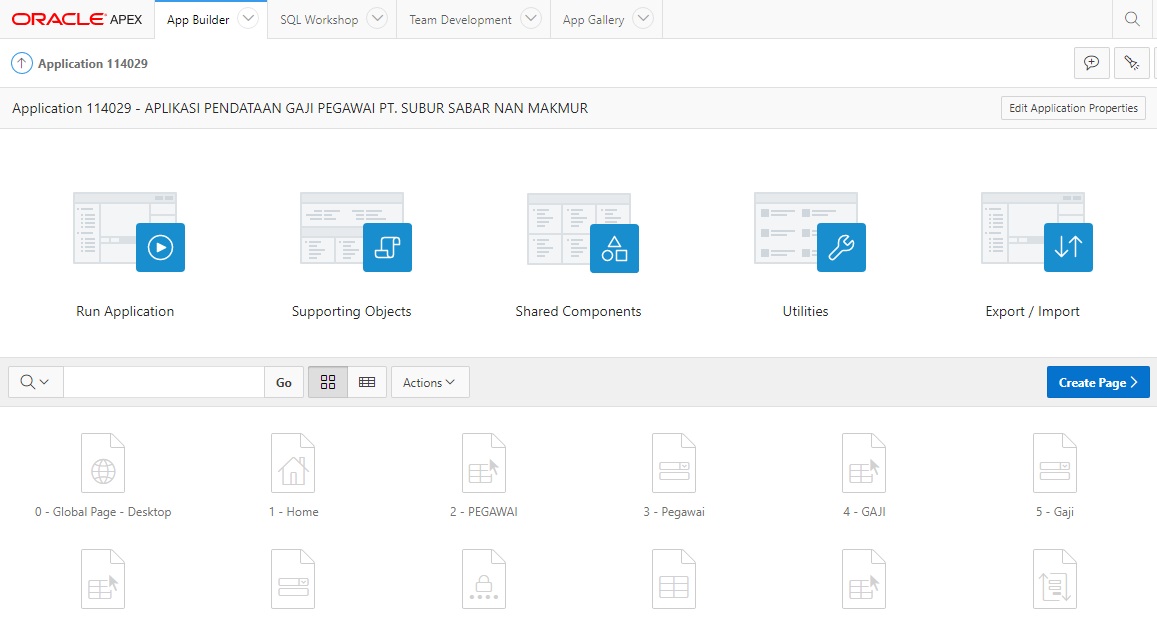 ORACLE APEX App Builder SQL Workshop Team Development App Gallery
Application 114029
Application 114029 - APLIKASI PENDATAAN GAJI PEGAWAI PT. SUBUR SABAR NAN MAKMUR Edit Application Properties
Run Application Supporting Objects Shared Components Utilities Export / Import
Go Actions Create Page
0 - Global Page - Desktop 1 - Home 2 - PEGAWAI 3 - Pegawai 4 - GAJI 5 - Gaji